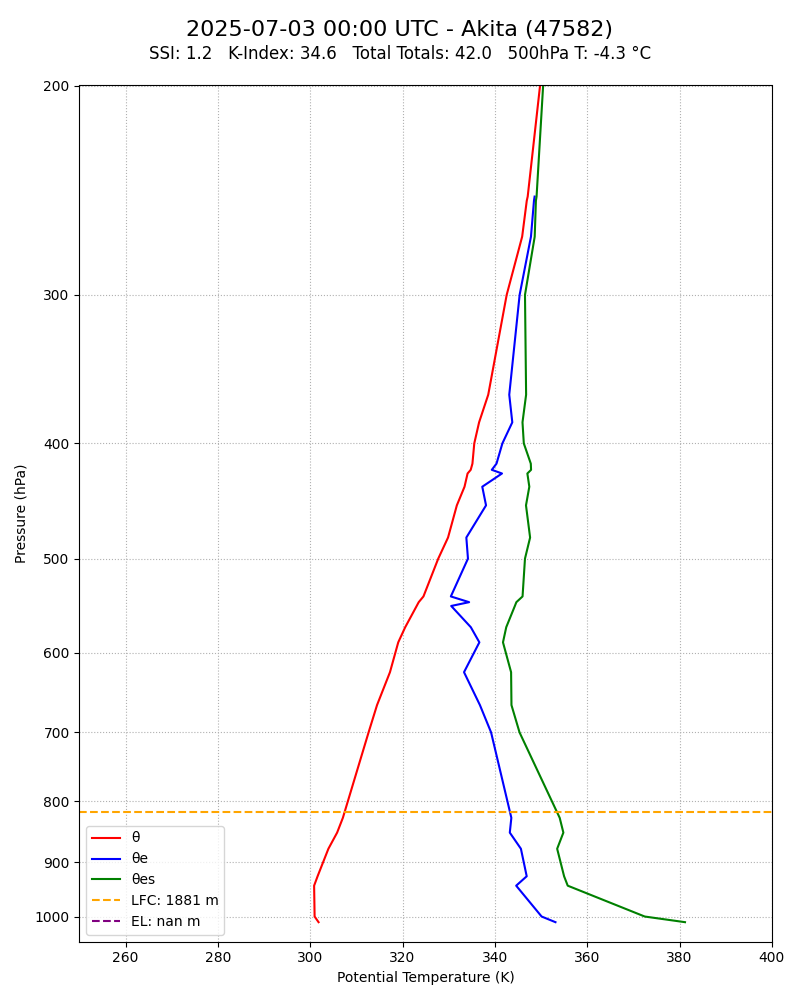 2025-07-03 00:00 UTC - Akita (47582)
SSI: 1.2 K-Index: 34.6 Total Totals: 42.0 500hPa T: -4.3 °C
200
300
400
500
600
700
800
900
1000
Pressure (hPa)
θ
θe
θes
LFC: 1881 m
EL: nan m
260 280 300 320 340 360 380 400
Potential Temperature (K)